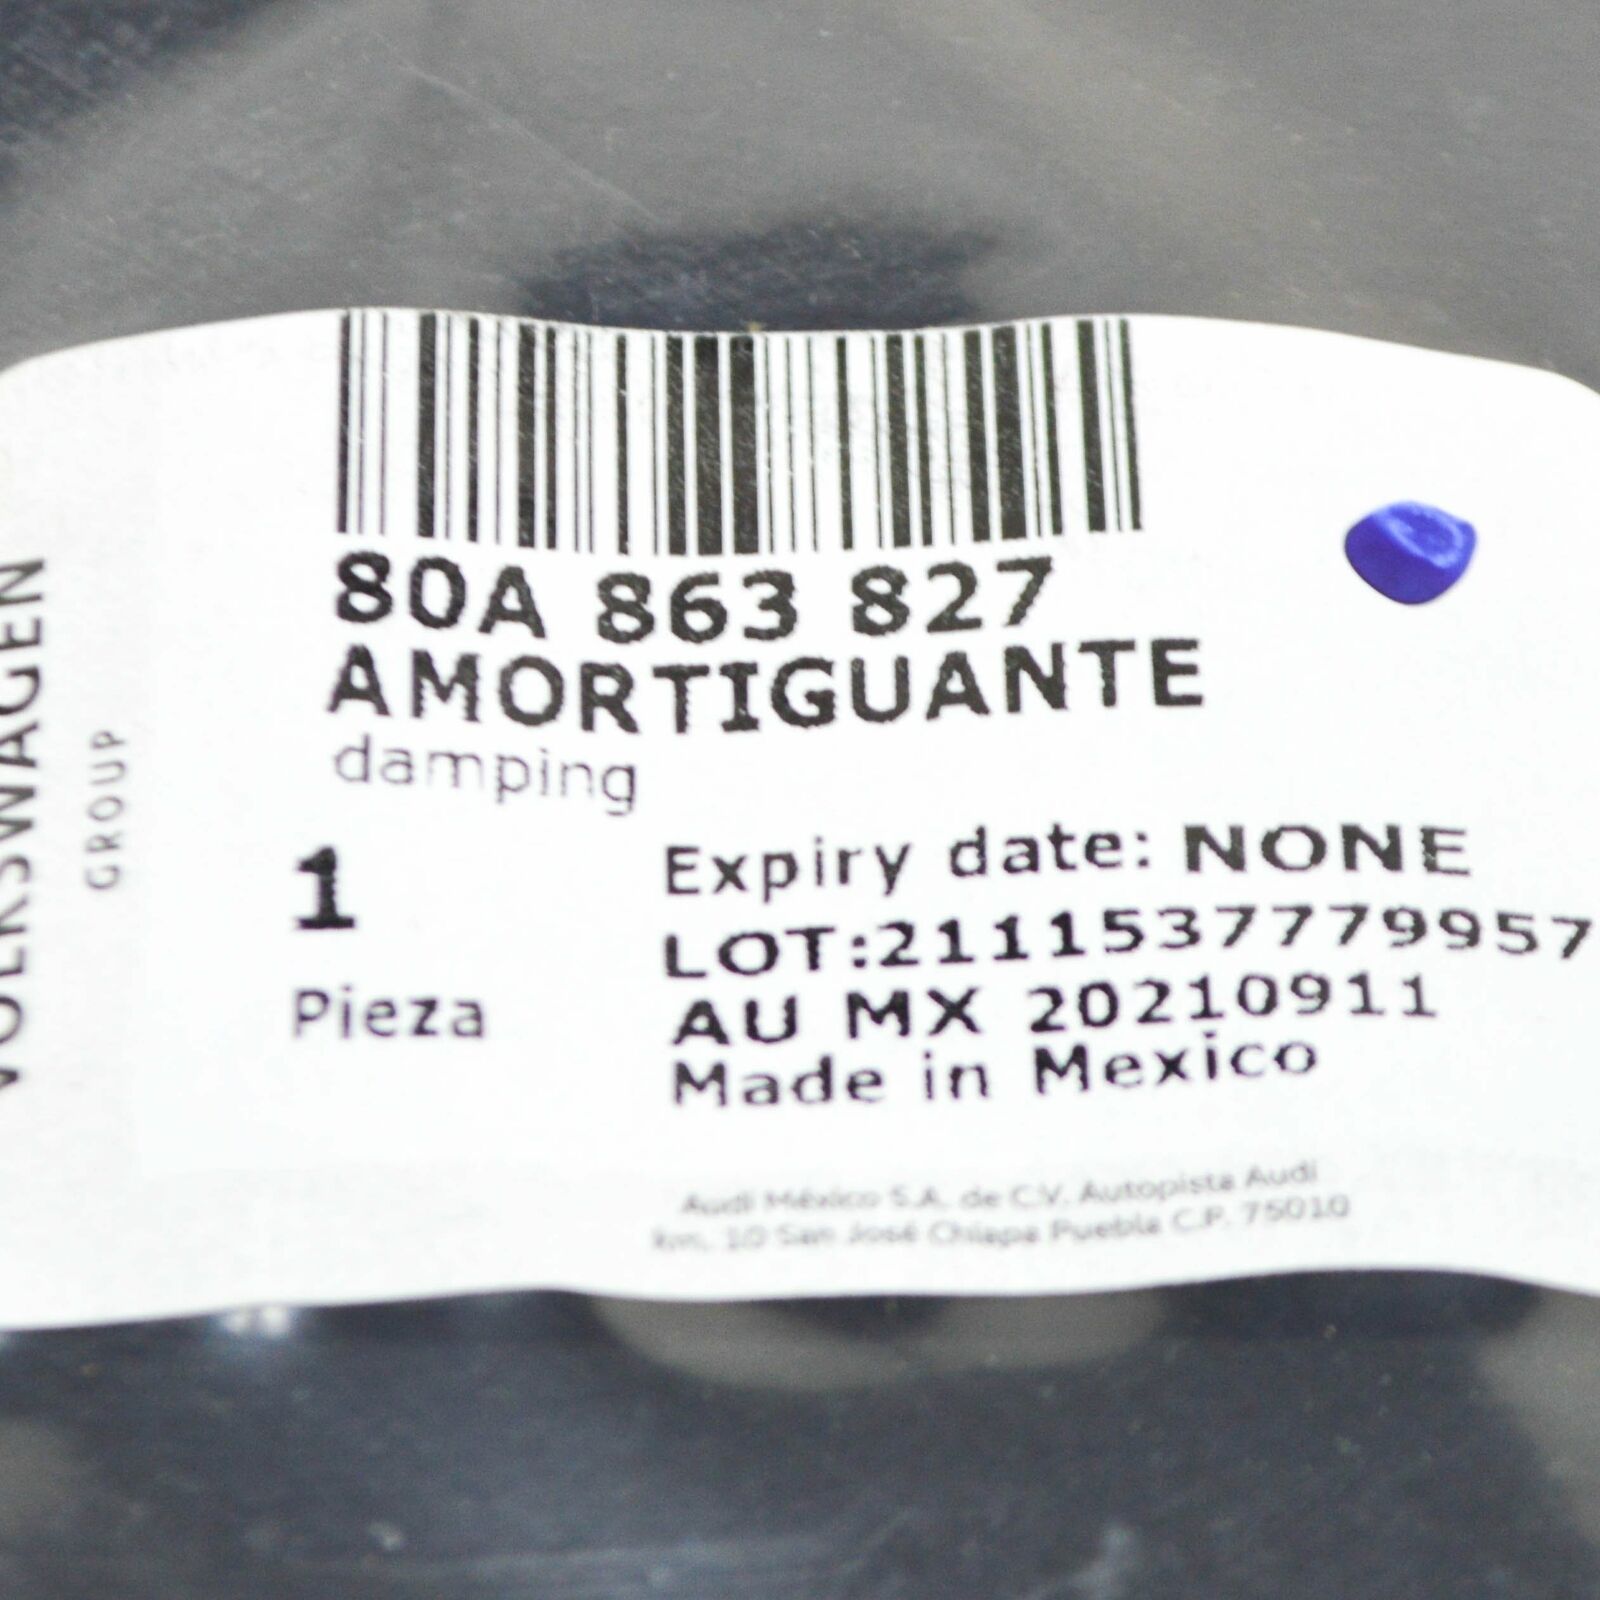 VOLKSWAGEN
GROUP
80A 863 827
AMORTIGUANTE
damping
1
Pieza
Expiry date: NONE
LOT:2111537779957
AU MX 20210911
Made in Mexico
Audi México S.A. de C.V. Autopista Audi
km. 10 San José Chiapa Puebla C.P. 75010